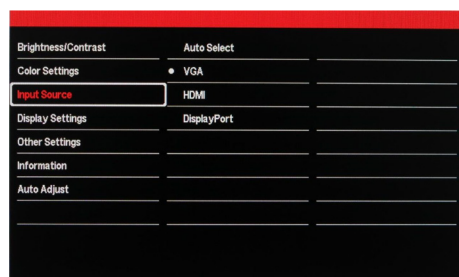 Brightness/Contrast
Color Settings
Input Source
Display Settings
Other Settings
Information
Auto Adjust
Auto Select
VGA
HDMI
DisplayPort